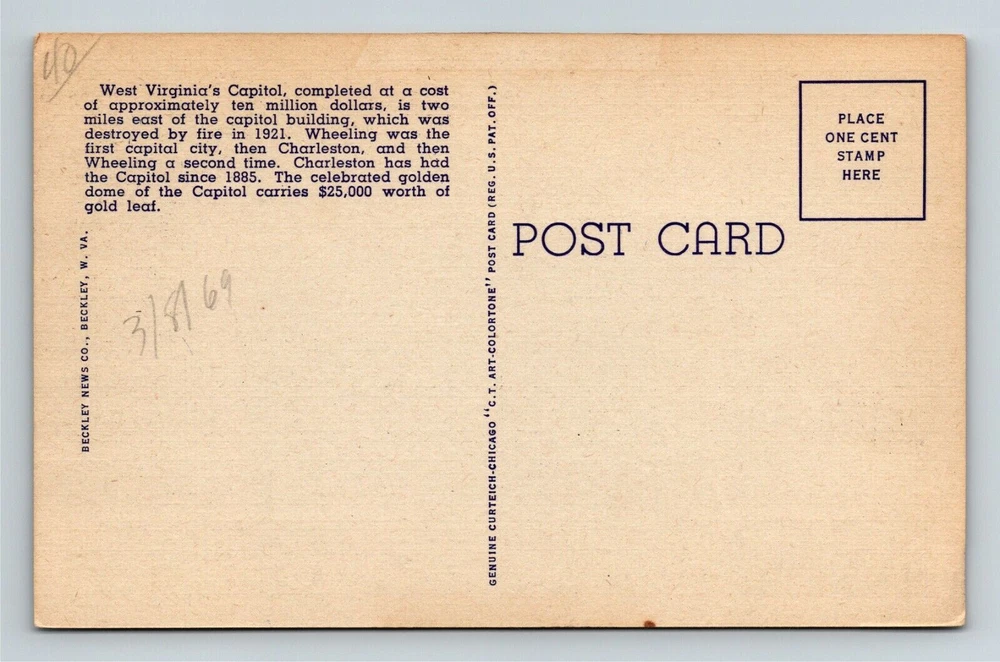 40
West Virginia's Capitol, completed at a cost
of approximately ten million dollars, is two
miles east of the capitol building, which was
destroyed by fire in 1921. Wheeling was the
first capital city, then Charleston, and then
Wheeling a second time. Charleston has had
the Capitol since 1885. The celebrated golden
dome of the Capitol carries $25,000 worth of
gold leaf.
BECKLEY NEWS CO., BECKLEY, W. VA.
3/8/69
GENUINE CURTEICH-CHICAGO "C.T. ART-COLORTONE" POST CARD (REG. U.S. PAT. OFF.)
POST CARD
PLACE
ONE CENT
STAMP
HERE